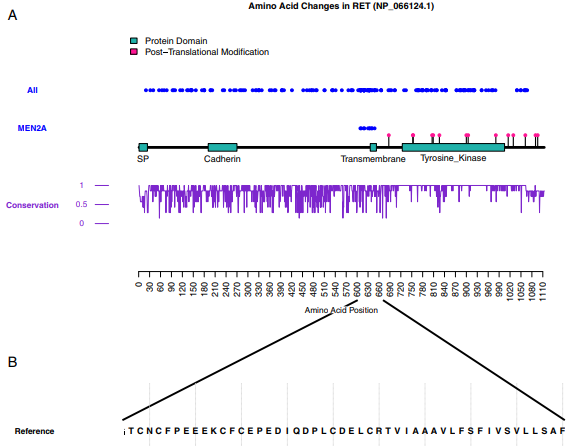 Amino Acid Changes in RET (NP_066124.1)
A
Protein Domain
Post−Translational Modification
All
MEN2A
SP Cadherin Transmembrane Tyrosine_Kinase
Conservation
1
0.5
0
0 30 60 90 120 150 180 210 240 270 300 330 360 390 420 450 480 510 540 570 600 630 660 690 720 750 780 810 840 870 900 930 960 990 1020 1050 1080 1110
Amino Acid Position
B
Reference
i T C N C F P E E E K C F C E P E D I Q D P L C D E L C R T V I A A A V L F S F I V S V L L S A F